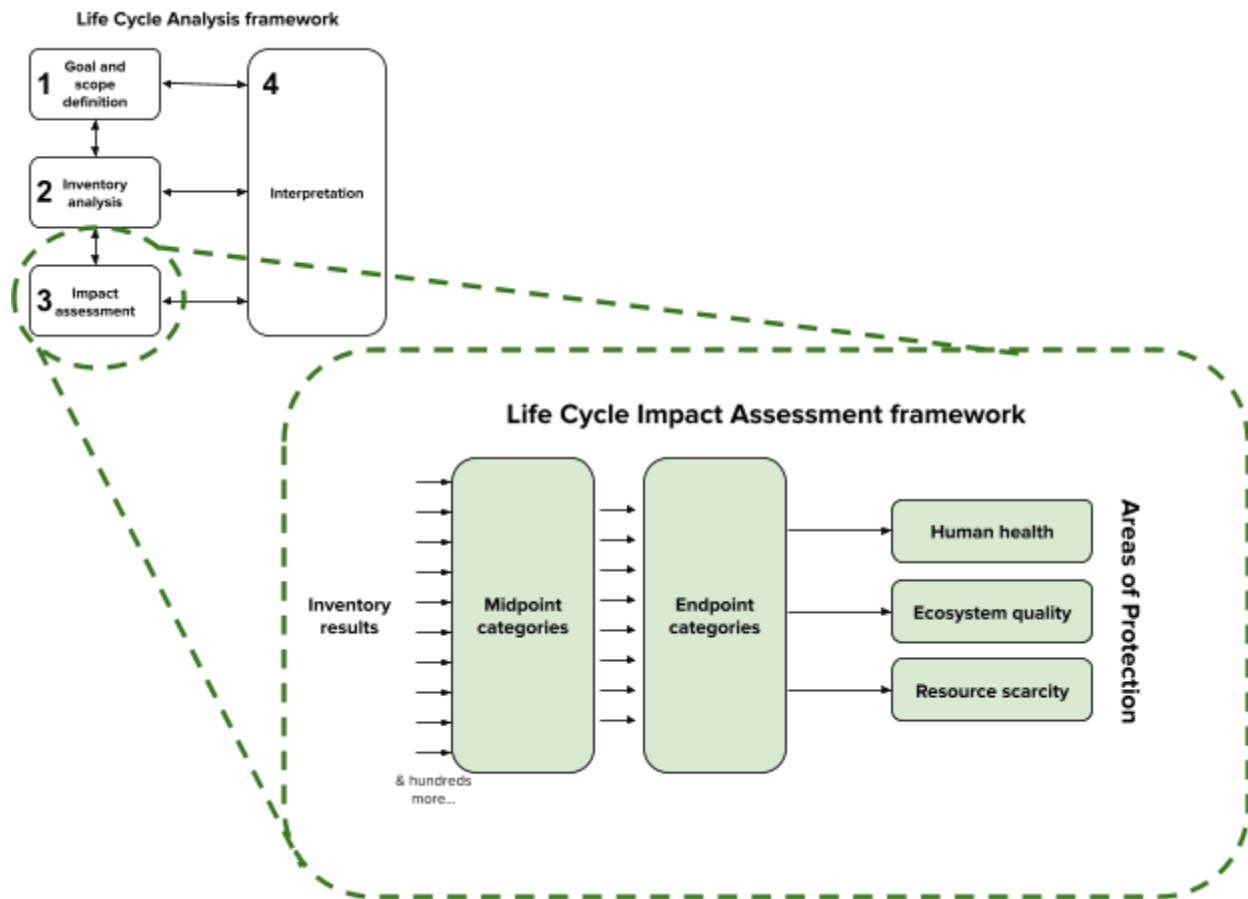 Life Cycle Analysis framework
1
Goal and
scope
definition
4
2
Inventory
analysis
Interpretation
3
Impact
assessment
Life Cycle Impact Assessment framework
Inventory
results
Midpoint
categories
Endpoint
categories
Human health
Ecosystem quality
Resource scarcity
Areas of Protection
& hundreds
more...